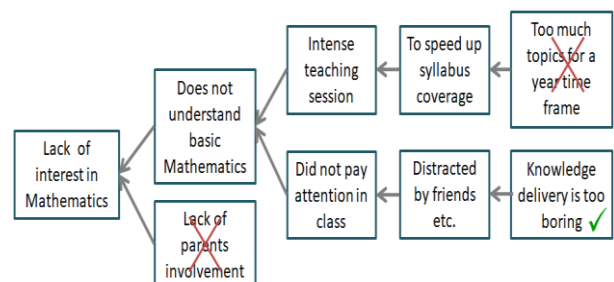 Intense
teaching
session
To speed up
syllabus
coverage
Too much
topics for a
year time
frame
Does not
understand
basic
Mathematics
Lack of
interest in
Mathematics
Did not pay
attention in
class
Distracted
by friends
etc.
Knowledge
delivery is too
boring
Lack of
parents
involvement